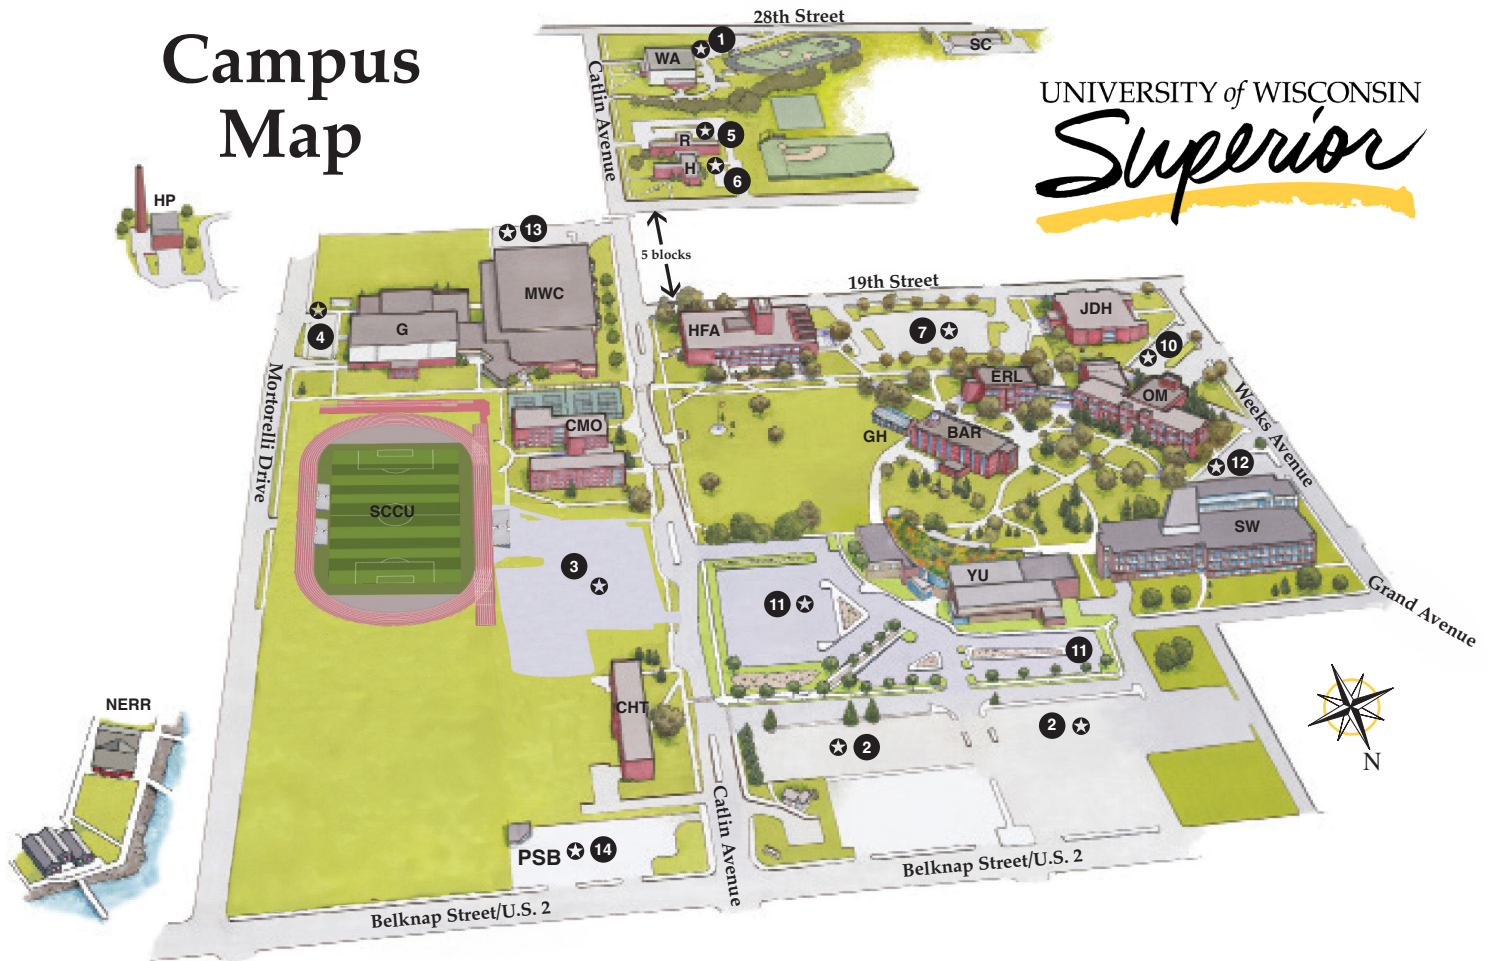 Campus
Map
28th Street
SC
UNIVERSITY of WISCONSIN
Superior
WA
1
Catlin Avenue
R
5
H
6
HP
13
5 blocks
MWC
19th Street
4
G
HFA
7
JDH
10
Mortorelli Drive
ERL
OM
Weeks Avenue
CMO
GH
BAR
12
SCCU
SW
3
YU
11
Grand Avenue
11
NERR
CHT
2
2
N
Catlin Avenue
PSB
14
Belknap Street/U.S. 2
Belknap Street/U.S. 2